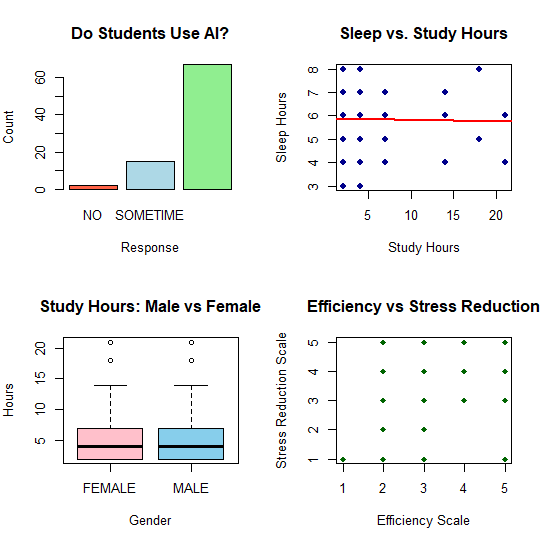 Do Students Use AI?
Count
0
20
40
60
NO
SOMETIME
Response
Sleep vs. Study Hours
Sleep Hours
3
4
5
6
7
8
5
10
15
20
Study Hours
Study Hours: Male vs Female
Hours
5
10
15
20
FEMALE
MALE
Gender
Efficiency vs Stress Reduction
Stress Reduction Scale
1
2
3
4
5
1
2
3
4
5
Efficiency Scale